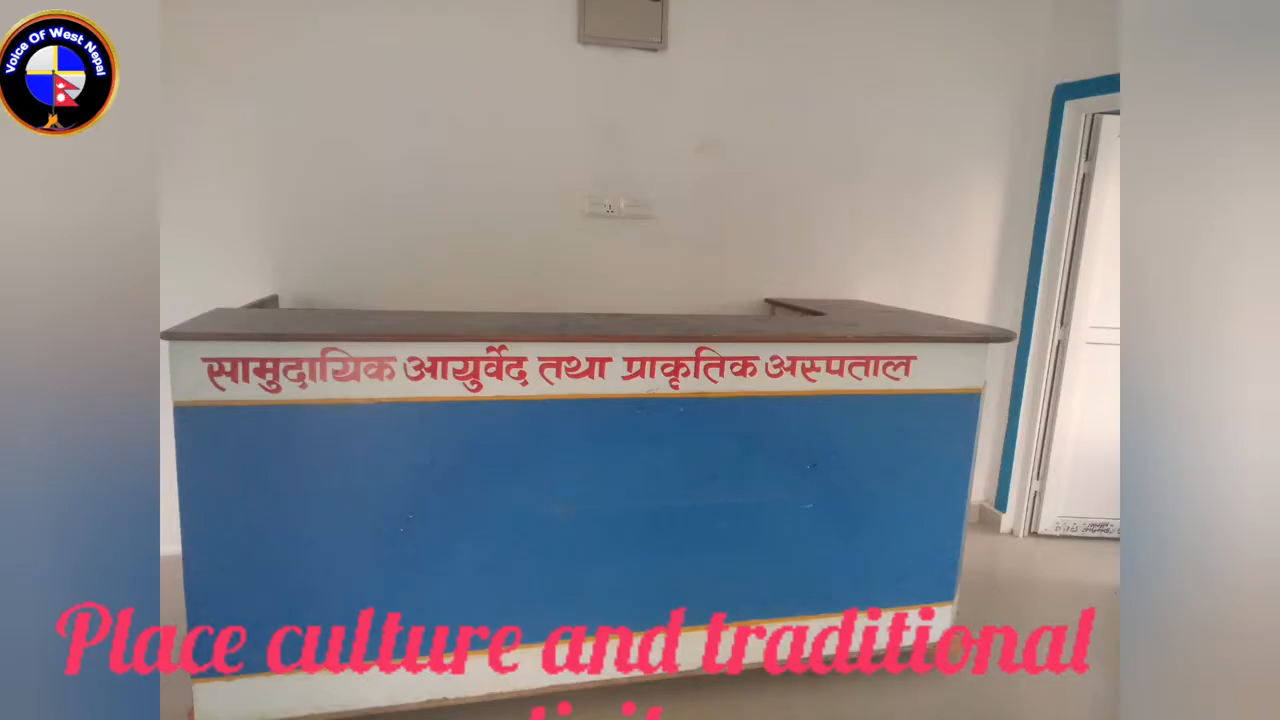 Voice Of West Nepal
सामुदायिक आयुर्वेद तथा प्राकृतिक अस्पताल
Place culture and traditional